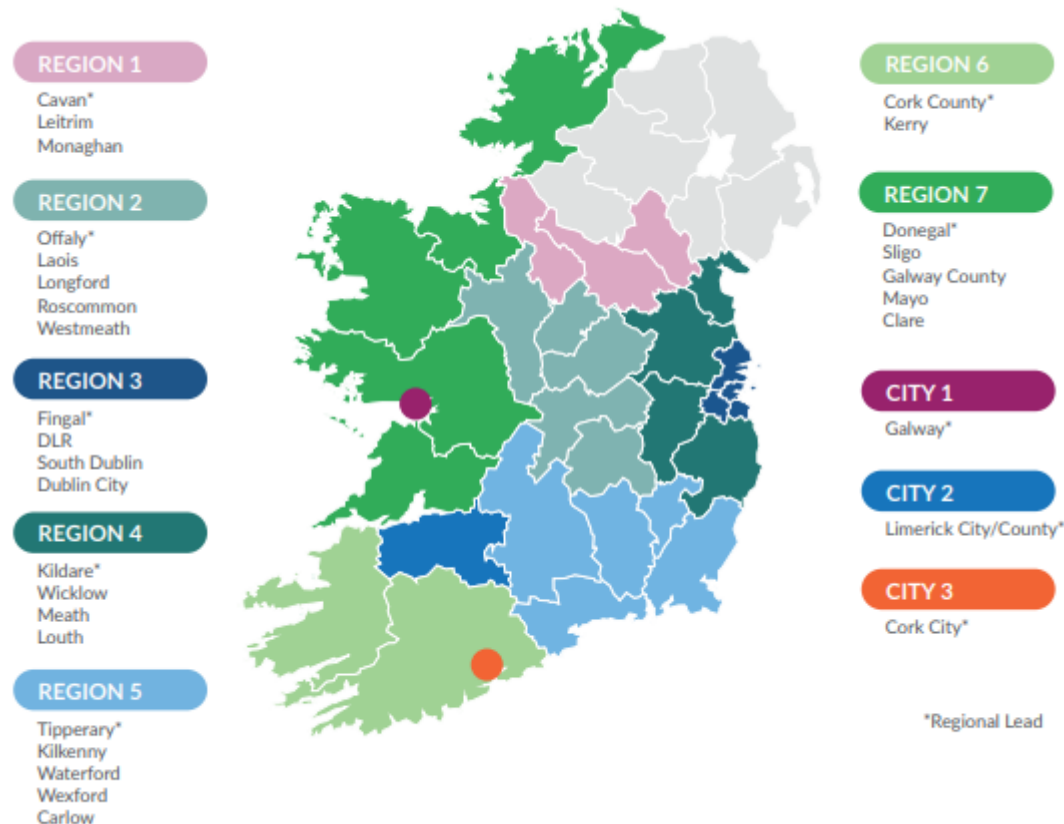 REGION 1
Cavan*
Leitrim
Monaghan
REGION 2
Offaly*
Laois
Longford
Roscommon
Westmeath
REGION 3
Fingal*
DLR
South Dublin
Dublin City
REGION 4
Kildare*
Wicklow
Meath
Louth
REGION 5
Tipperary*
Kilkenny
Waterford
Wexford
Carlow
REGION 6
Cork County*
Kerry
REGION 7
Donegal*
Sligo
Galway County
Mayo
Clare
CITY 1
Galway*
CITY 2
Limerick City/County*
CITY 3
Cork City*
*Regional Lead